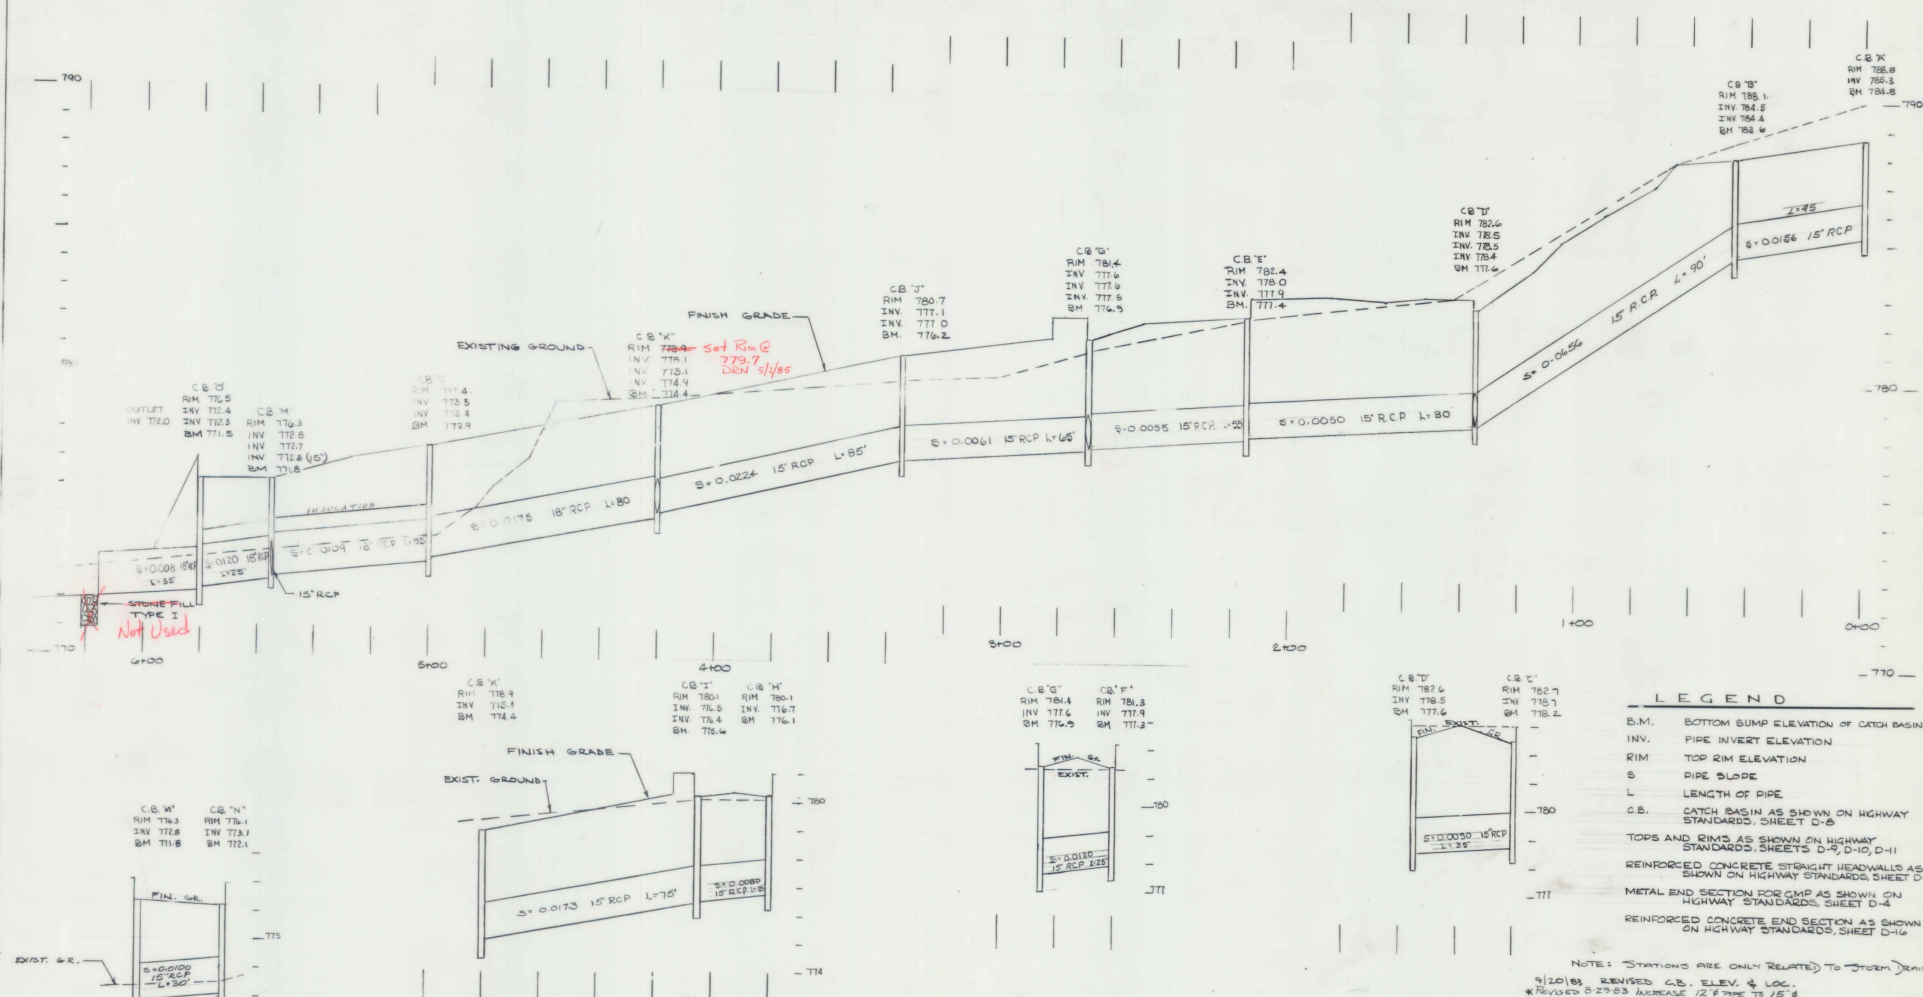 790
C.B. "A"
RIM 788.8
INV 785.3
BM 784.8
790
CB "B"
RIM 788.1
INV. 784.5
INV 784.4
BM 783.6
L=45
S=0.0156 15" RCP
15" R.C.P. L=90'
S=0.0656
C.B "D"
RIM 782.6
INV. 778.5
INV. 778.5
INV. 778.4
BM 777.6
C.B. "E"
RIM 782.4
INV. 778.0
INV. 777.9
BM. 777.4
C.B "G"
RIM 781.4
INV 777.6
INV 777.6
INV. 777.5
BM 776.9
C.B. "J"
RIM 780.7
INV. 777.1
INV. 777.0
BM. 776.2
FINISH GRADE
EXISTING GROUND
C B "K"
RIM 778.9 Set Rim @
INV 775.1 779.7
INV 775.1 DRN 5/2/85
INV 774.9
BM 774.4
780
RIM 777.4
INV 773.5
INV 773.4
BM 772.9
C.B. "O"
RIM 776.5
INV 772.4
INV 772.3
BM 771.5
OUTLET
INV 772.0
C.B. "M"
RIM 776.3
INV 772.8
INV 772.7
INV 772.8 (15")
BM 771.8
780
INSULATION
S=0.008 18" RCP
L=35'
S=0.0120 18" RCP
L=25'
S=0.0109 18" RCP L=55
S=0.0175 18" RCP L=80
S=0.0224 15" RCP L=85'
S=0.0061 15" RCP L=65'
S=0.0055 15" R.C.P. L=55
S=0.0050 15" R.C.P. L=80'
15" RCP
STONE FILL
TYPE I
Not Used
770
6+00
5+00
4+00
3+00
2+00
1+00
0+00
770
C.B. "K"
RIM 778.9
INV 775.1
BM 774.4
C.B "I"
RIM 780.1
INV. 776.5
INV. 776.4
BM. 775.6
C.B "H"
RIM 780.1
INV. 776.7
BM 776.1
FINISH GRADE
EXIST. GROUND
780
S=0.0173 15" RCP L=75'
S=0.0080
15" R.C.P. L=25
774
C.B. "G"
RIM 781.4
INV 777.6
BM 776.9
C.B. "F"
RIM 781.3
INV 777.9
BM 777.3
FIN. GR.
EXIST.
780
S=0.0120
15" RCP L=25'
777
C.B "D"
RIM 782.6
INV 778.5
BM 777.6
C.B. "C"
RIM 782.7
INV 778.7
BM 778.2
EXIST.
FIN. GR.
780
S=0.0050 15" RCP
L=35'
777
C.B. "M"
RIM 776.3
INV 772.8
BM 771.8
C.B "N"
RIM 776.1
INV 773.1
BM 772.1
FIN. GR.
775
EXIST. GR.
S=0.0100
15" RCP
L=30'
LEGEND
B.M. BOTTOM SUMP ELEVATION OF CATCH BASIN
INV. PIPE INVERT ELEVATION
RIM TOP RIM ELEVATION
S PIPE SLOPE
L LENGTH OF PIPE
C.B. CATCH BASIN AS SHOWN ON HIGHWAY
STANDARDS, SHEET D-8
TOPS AND RIMS AS SHOWN ON HIGHWAY
STANDARDS, SHEETS D-9, D-10, D-11
REINFORCED CONCRETE STRAIGHT HEADWALLS AS
SHOWN ON HIGHWAY STANDARDS, SHEET D-
METAL END SECTION FOR CMP AS SHOWN ON
HIGHWAY STANDARDS, SHEET D-4
REINFORCED CONCRETE END SECTION AS SHOWN
ON HIGHWAY STANDARDS, SHEET D-16
NOTE: STATIONS ARE ONLY RELATED TO STORM DRAIN
9/20/83 REVISED C.B. ELEV. & LOC.
*REVISED 8-29-83 INCREASE 12"ø PIPE TO 15"ø